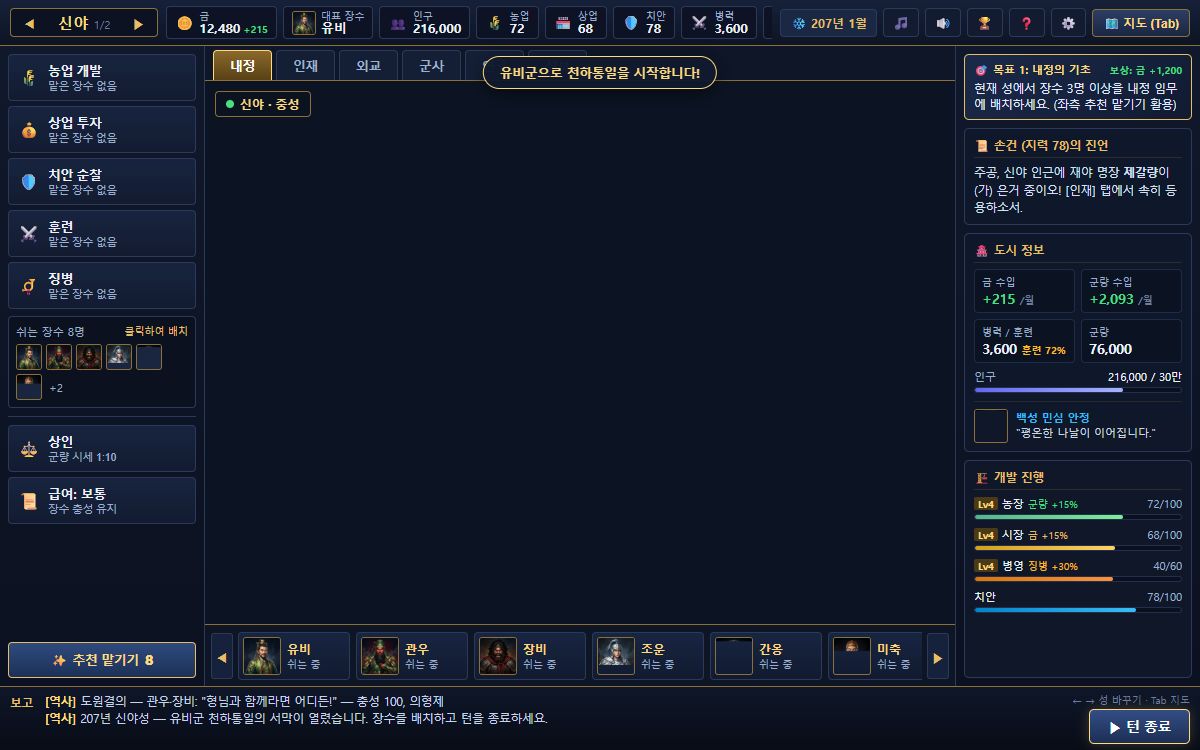 ◀ 신야 1/2 ▶
금
12,480 +215
대표 장수
유비
인구
216,000
농업
72
상업
68
치안
78
병력
3,600
207년 1월
?
지도 (Tab)
농업 개발
맡은 장수 없음
상업 투자
맡은 장수 없음
치안 순찰
맡은 장수 없음
훈련
맡은 장수 없음
징병
맡은 장수 없음
쉬는 장수 8명 클릭하여 배치
+2
상인
군량 시세 1:10
급여: 보통
장수 충성 유지
추천 맡기기 8
내정
인재
외교
군사
유비군으로 천하통일을 시작합니다!
신야 · 중성
◀
유비
쉬는 중
관우
쉬는 중
장비
쉬는 중
조운
쉬는 중
간옹
쉬는 중
미축
쉬는 중
▶
목표 1: 내정의 기초 보상: 금 +1,200
현재 성에서 장수 3명 이상을 내정 임무
에 배치하세요. (좌측 추천 맡기기 활용)
손건 (지력 78)의 진언
주공, 신야 인근에 재야 명장 제갈량이
(가) 은거 중이오! [인재] 탭에서 속히 등
용하소서.
도시 정보
금 수입
+215 /월
군량 수입
+2,093 /월
병력 / 훈련
3,600 훈련 72%
군량
76,000
인구 216,000 / 30만
백성 민심 안정
"평온한 나날이 이어집니다."
개발 진행
Lv4 농장 군량 +15% 72/100
Lv4 시장 금 +15% 68/100
Lv4 병영 징병 +30% 40/60
치안 78/100
보고 [역사] 도원결의 — 관우·장비: "형님과 함께라면 어디든!" — 충성 100, 의형제
[역사] 207년 신야성 — 유비군 천하통일의 서막이 열렸습니다. 장수를 배치하고 턴을 종료하세요.
← → 성 바꾸기 · Tab 지도
▶ 턴 종료